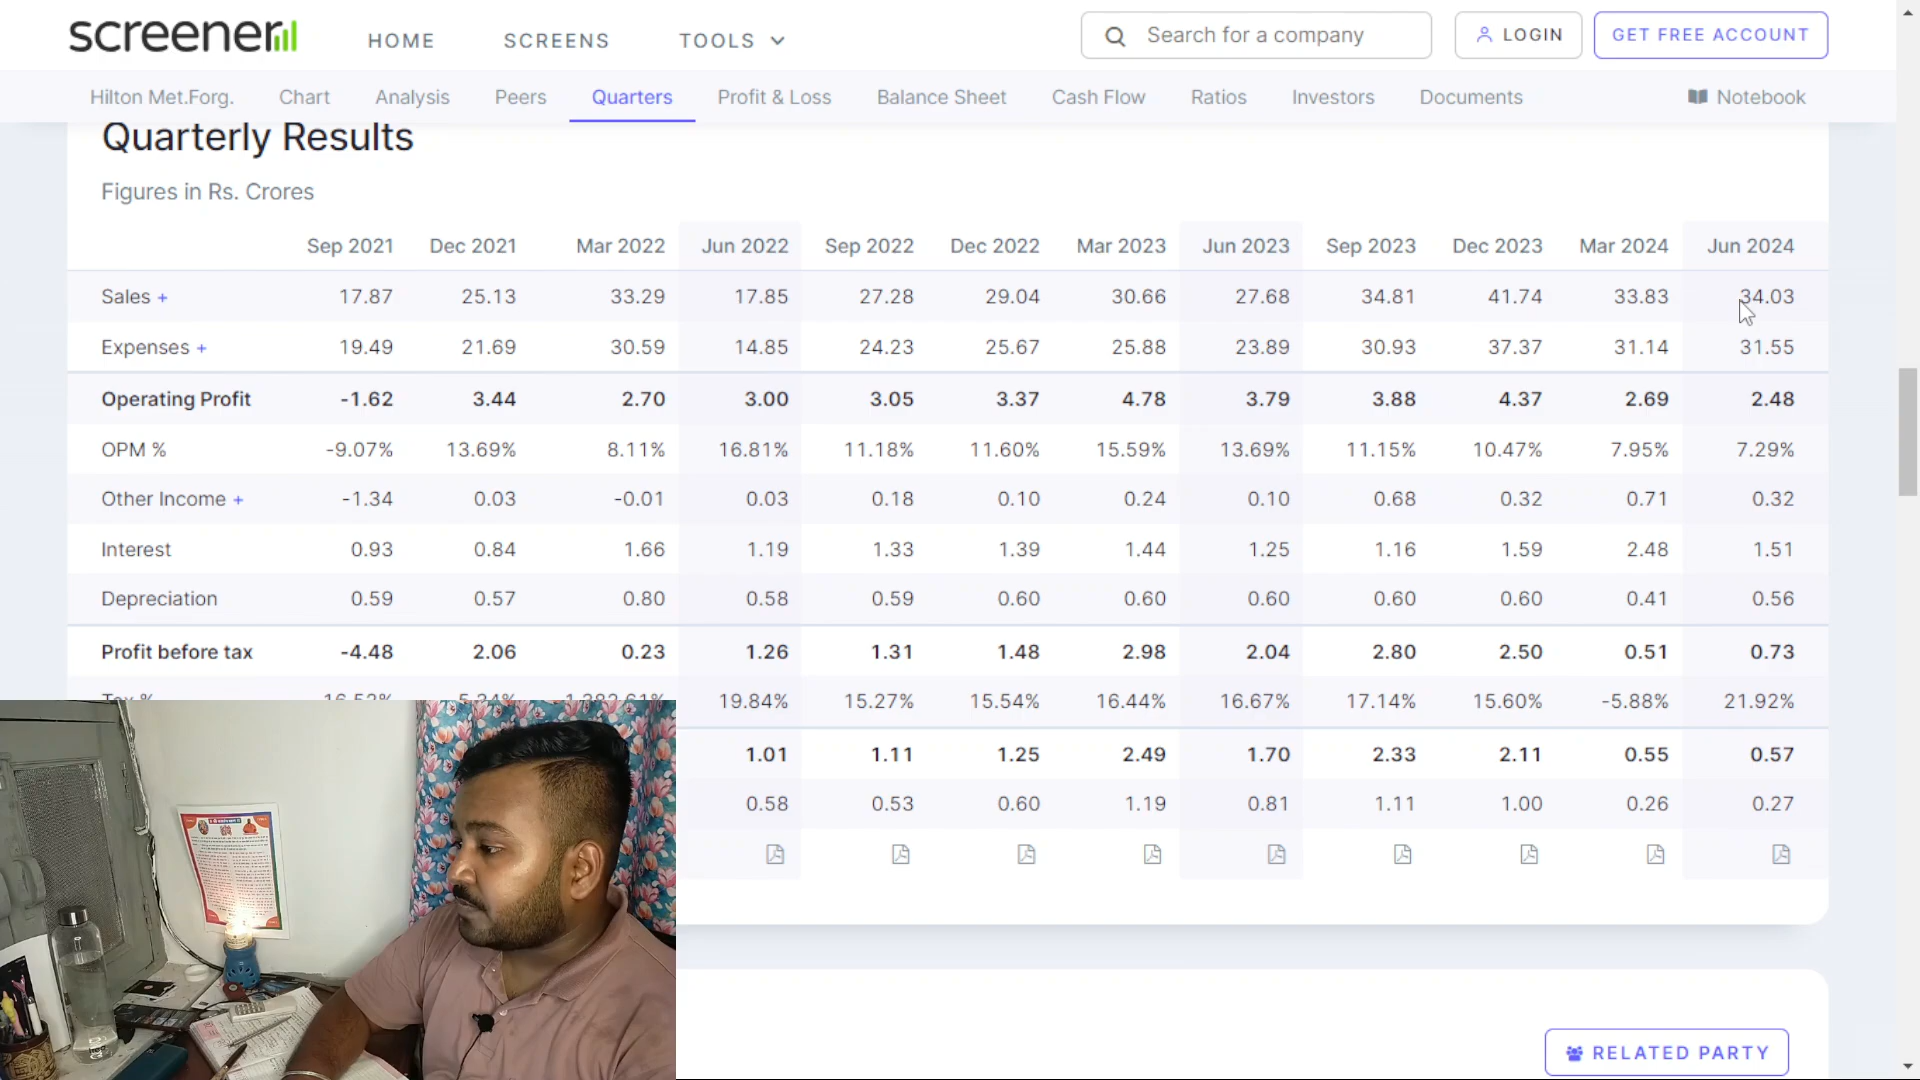 screener
HOME SCREENS TOOLS
Search for a company
LOGIN
GET FREE ACCOUNT
Hilton Met.Forg. Chart Analysis Peers Quarters Profit & Loss Balance Sheet Cash Flow Ratios Investors Documents Notebook
Quarterly Results
Figures in Rs. Crores
Sep 2021 Dec 2021 Mar 2022 Jun 2022 Sep 2022 Dec 2022 Mar 2023 Jun 2023 Sep 2023 Dec 2023 Mar 2024 Jun 2024
Sales + 17.87 25.13 33.29 17.85 27.28 29.04 30.66 27.68 34.81 41.74 33.83 34.03
Expenses + 19.49 21.69 30.59 14.85 24.23 25.67 25.88 23.89 30.93 37.37 31.14 31.55
Operating Profit -1.62 3.44 2.70 3.00 3.05 3.37 4.78 3.79 3.88 4.37 2.69 2.48
OPM % -9.07% 13.69% 8.11% 16.81% 11.18% 11.60% 15.59% 13.69% 11.15% 10.47% 7.95% 7.29%
Other Income + -1.34 0.03 -0.01 0.03 0.18 0.10 0.24 0.10 0.68 0.32 0.71 0.32
Interest 0.93 0.84 1.66 1.19 1.33 1.39 1.44 1.25 1.16 1.59 2.48 1.51
Depreciation 0.59 0.57 0.80 0.58 0.59 0.60 0.60 0.60 0.60 0.60 0.41 0.56
Profit before tax -4.48 2.06 0.23 1.26 1.31 1.48 2.98 2.04 2.80 2.50 0.51 0.73
Tax % 19.84% 15.27% 15.54% 16.44% 16.67% 17.14% 15.60% -5.88% 21.92%
1.01 1.11 1.25 2.49 1.70 2.33 2.11 0.55 0.57
0.58 0.53 0.60 1.19 0.81 1.11 1.00 0.26 0.27
RELATED PARTY